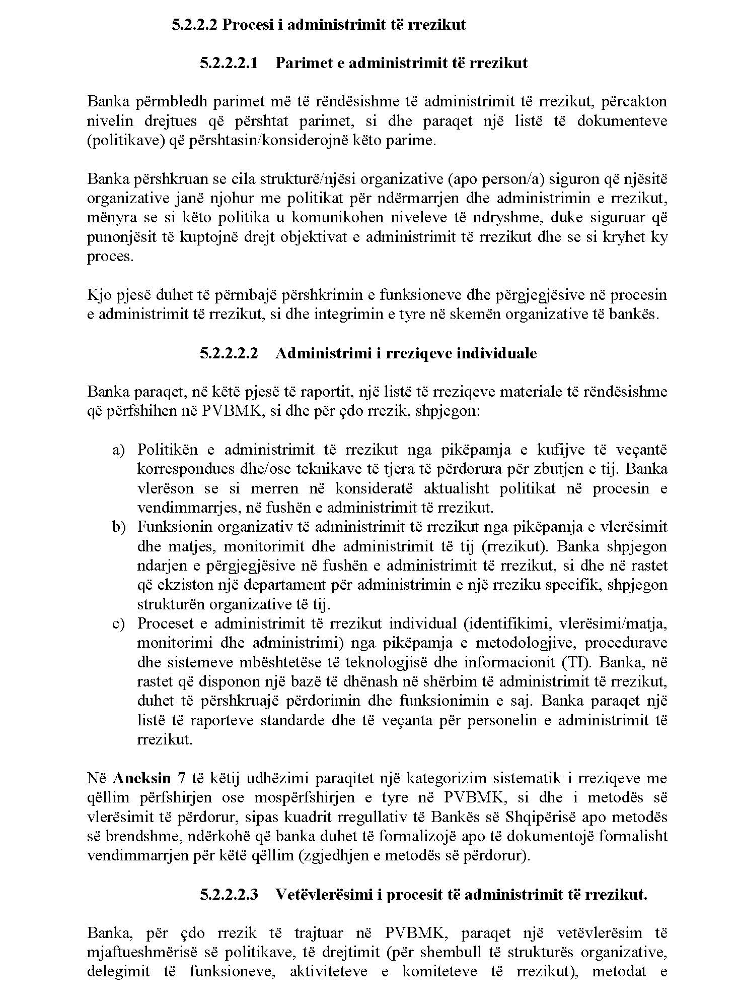 5.2.2.2 Procesi i administrimit të rrezikut
5.2.2.2.1 Parimet e administrimit të rrezikut
Banka përmbledh parimet më të rëndësishme të administrimit të rrezikut, përcakton
nivelin drejtues që përshtat parimet, si dhe paraqet një listë të dokumenteve
(politikave) që përshtasin/konsiderojnë këto parime.
Banka përshkruan se cila strukturë/njësi organizative (apo person/a) siguron që njësitë
organizative janë njohur me politikat për ndërmarrjen dhe administrimin e rrezikut,
mënyra se si këto politika u komunikohen niveleve të ndryshme, duke siguruar që
punonjësit të kuptojnë drejt objektivat e administrimit të rrezikut dhe se si kryhet ky
proces.
Kjo pjesë duhet të përmbajë përshkrimin e funksioneve dhe përgjegjësive në procesin
e administrimit të rrezikut, si dhe integrimin e tyre në skemën organizative të bankës.
5.2.2.2.2 Administrimi i rreziqeve individuale
Banka paraqet, në këtë pjesë të raportit, një listë të rreziqeve materiale të rëndësishme
që përfshihen në PVBMK, si dhe për çdo rrezik, shpjegon:
a) Politikën e administrimit të rrezikut nga pikëpamja e kufijve të veçantë
korrespondues dhe/ose teknikave të tjera të përdorura për zbutjen e tij. Banka
vlerëson se si merren në konsideratë aktualisht politikat në procesin e
vendimmarrjes, në fushën e administrimit të rrezikut.
b) Funksionin organizativ të administrimit të rrezikut nga pikëpamja e vlerësimit
dhe matjes, monitorimit dhe administrimit të tij (rrezikut). Banka shpjegon
ndarjen e përgjegjësive në fushën e administrimit të rrezikut, si dhe në rastet
që ekziston një departament për administrimin e një rreziku specifik, shpjegon
strukturën organizative të tij.
c) Proceset e administrimit të rrezikut individual (identifikimi, vlerësimi/matja,
monitorimi dhe administrimi) nga pikëpamja e metodologjive, procedurave
dhe sistemeve mbështetëse të teknologjisë dhe informacionit (TI). Banka, në
rastet që disponon një bazë të dhënash në shërbim të administrimit të rrezikut,
duhet të përshkruajë përdorimin dhe funksionimin e saj. Banka paraqet një
listë të raporteve standarde dhe të veçanta për personelin e administrimit të
rrezikut.
Në Aneksin 7 të këtij udhëzimi paraqitet një kategorizim sistematik i rreziqeve me
qëllim përfshirjen ose mospërfshirjen e tyre në PVBMK, si dhe i metodës së
vlerësimit të përdorur, sipas kuadrit rregullativ të Bankës së Shqipërisë apo metodës
së brendshme, ndërkohë që banka duhet të formalizojë apo të dokumentojë formalisht
vendimmarrjen për këtë qëllim (zgjedhjen e metodës së përdorur).
5.2.2.2.3 Vetëvlerësimi i procesit të administrimit të rrezikut.
Banka, për çdo rrezik të trajtuar në PVBMK, paraqet një vetëvlerësim të
mjaftueshmërisë së politikave, të drejtimit (për shembull të strukturës organizative,
delegimit të funksioneve, aktiviteteve e komiteteve të rrezikut), metodat e